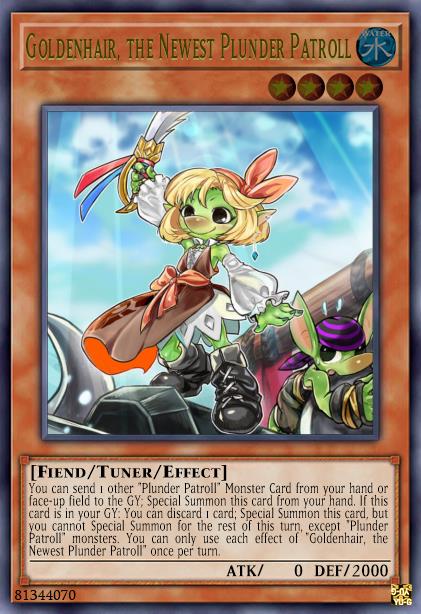 Goldenhair, the Newest Plunder Patroll
WATER
水
[Fiend/Tuner/Effect]
You can send 1 other "Plunder Patroll" Monster Card from your hand or
face-up field to the GY; Special Summon this card from your hand. If this
card is in your GY: You can discard 1 card; Special Summon this card, but
you cannot Special Summon for the rest of this turn, except "Plunder
Patroll" monsters. You can only use each effect of "Goldenhair, the
Newest Plunder Patroll" once per turn.
ATK/ 0 DEF/2000
81344070